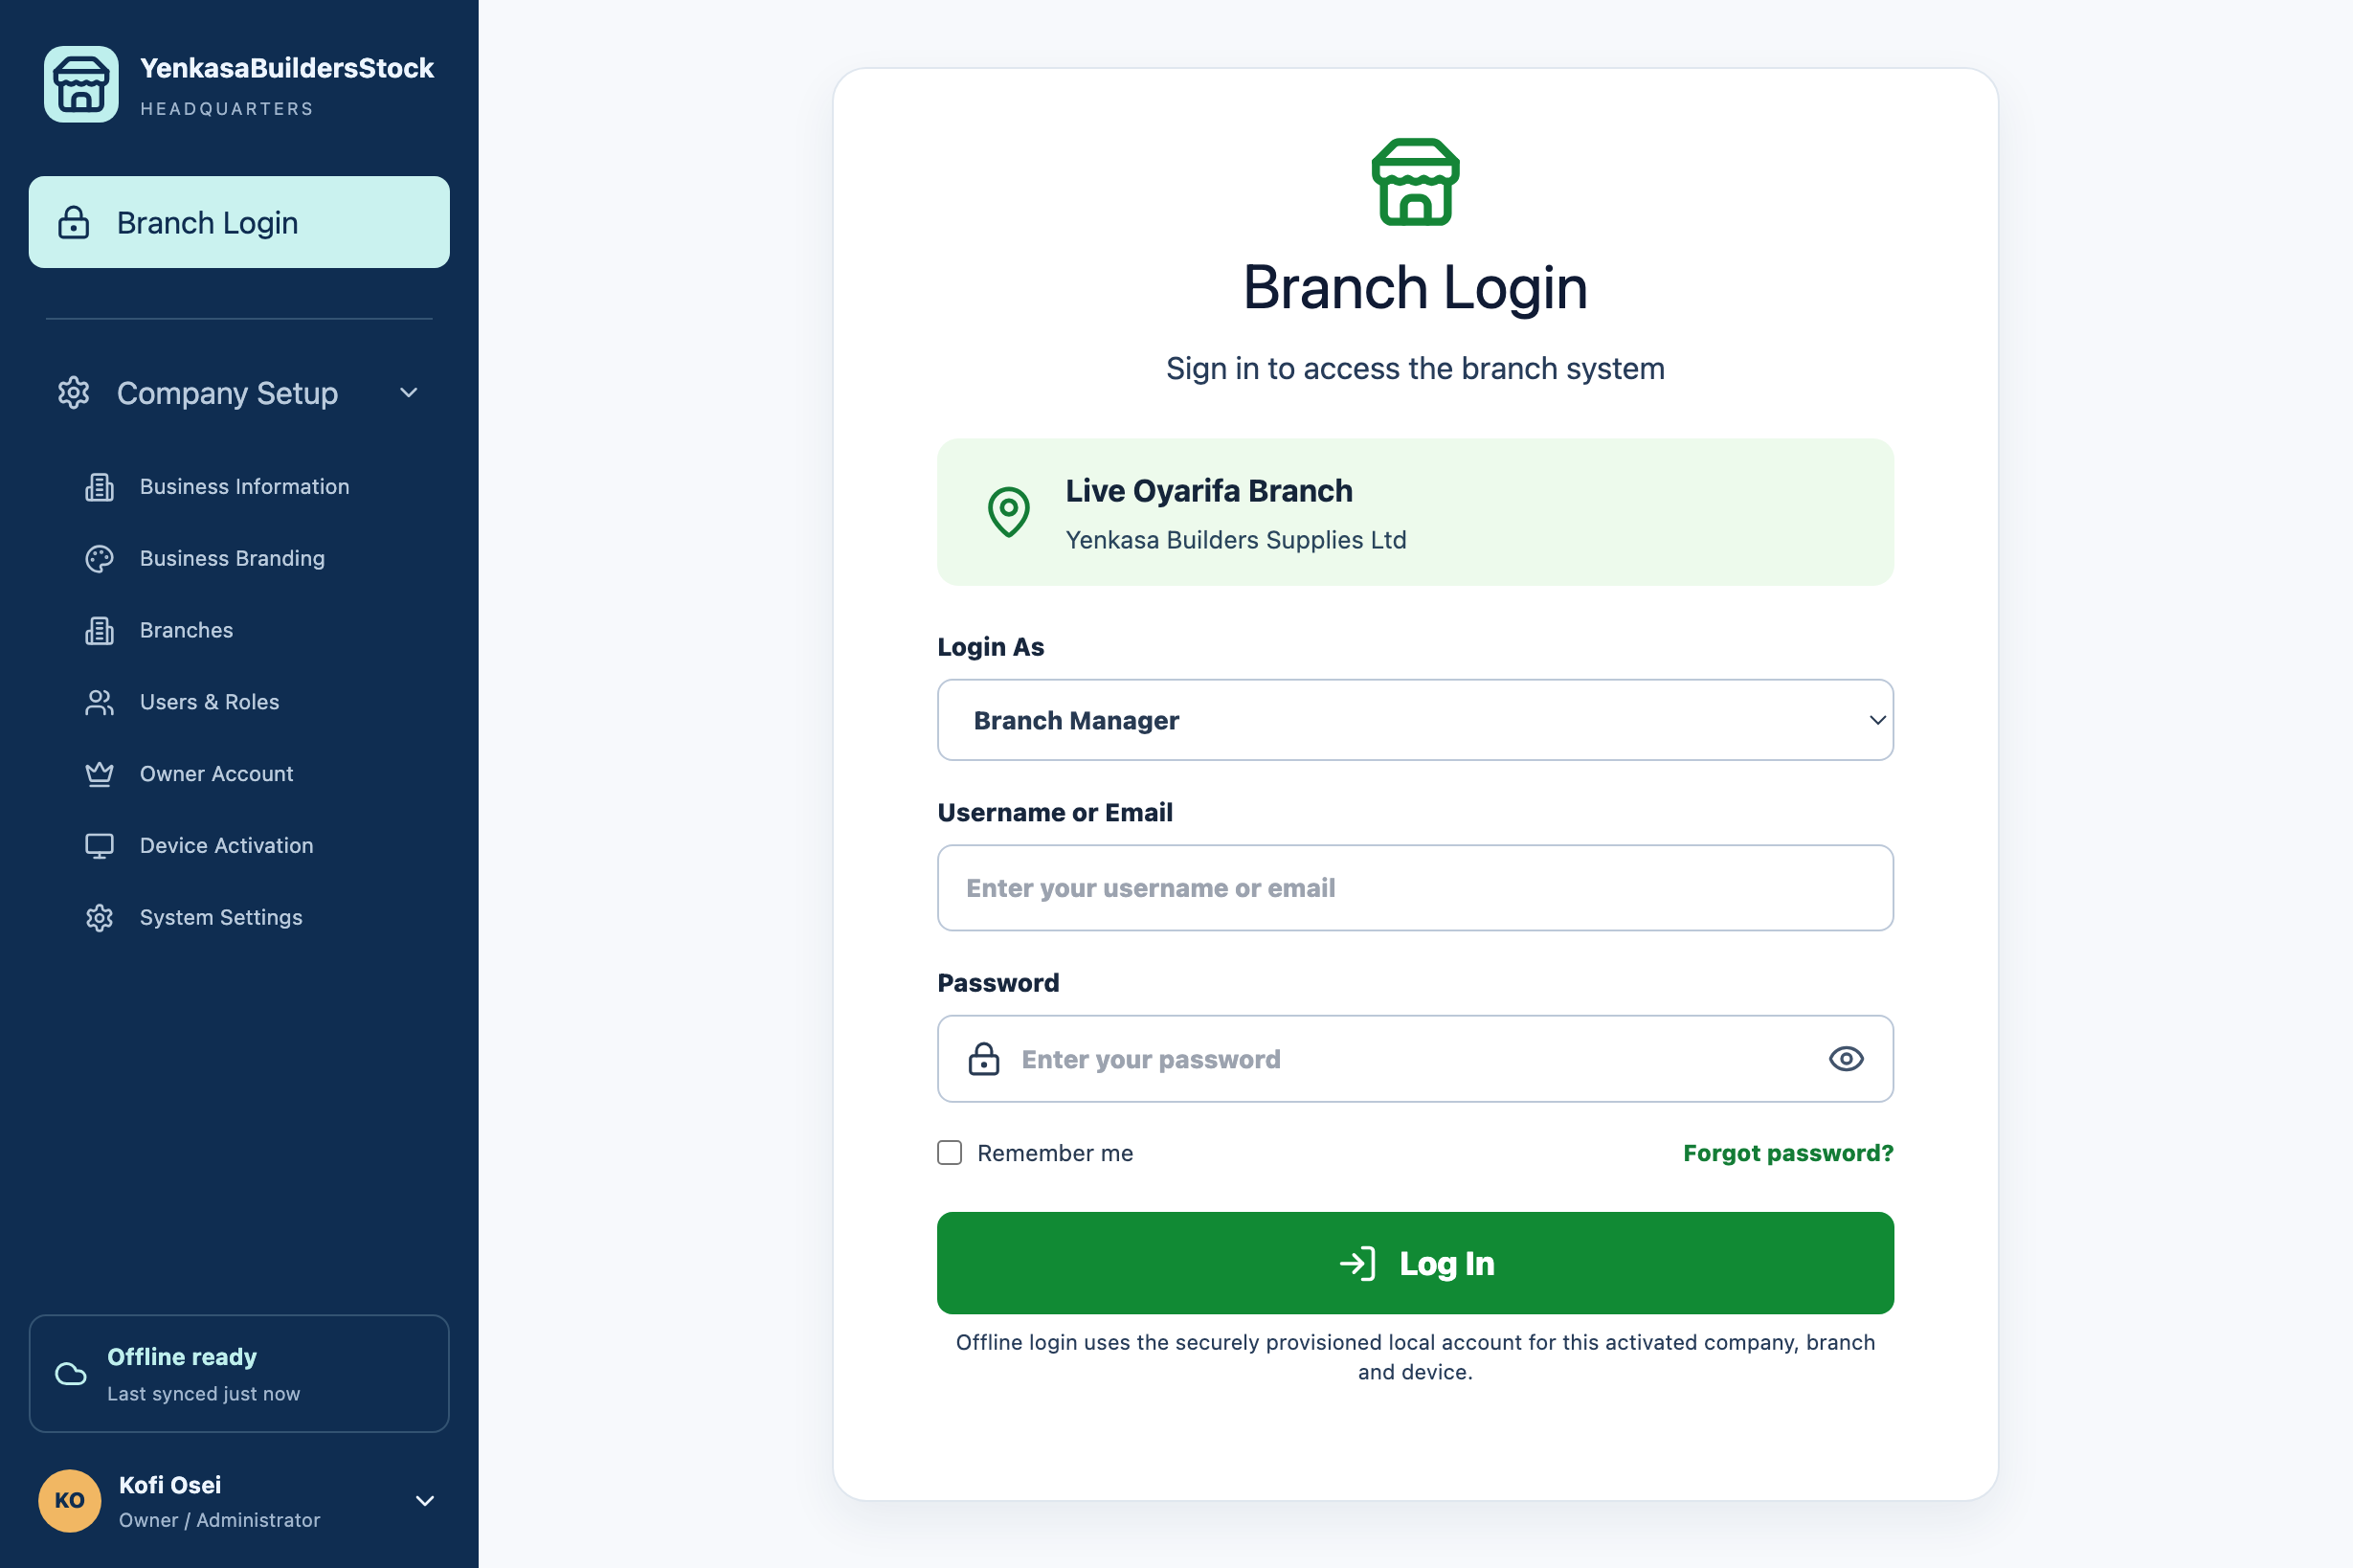 YenkasaBuildersStock
HEADQUARTERS
Branch Login
Company Setup
Business Information
Business Branding
Branches
Users & Roles
Owner Account
Device Activation
System Settings
Offline ready
Last synced just now
KO
Kofi Osei
Owner / Administrator
Branch Login
Sign in to access the branch system
Live Oyarifa Branch
Yenkasa Builders Supplies Ltd
Login As
Branch Manager
Username or Email
Enter your username or email
Password
Enter your password
Remember me
Forgot password?
Log In
Offline login uses the securely provisioned local account for this activated company, branch
and device.